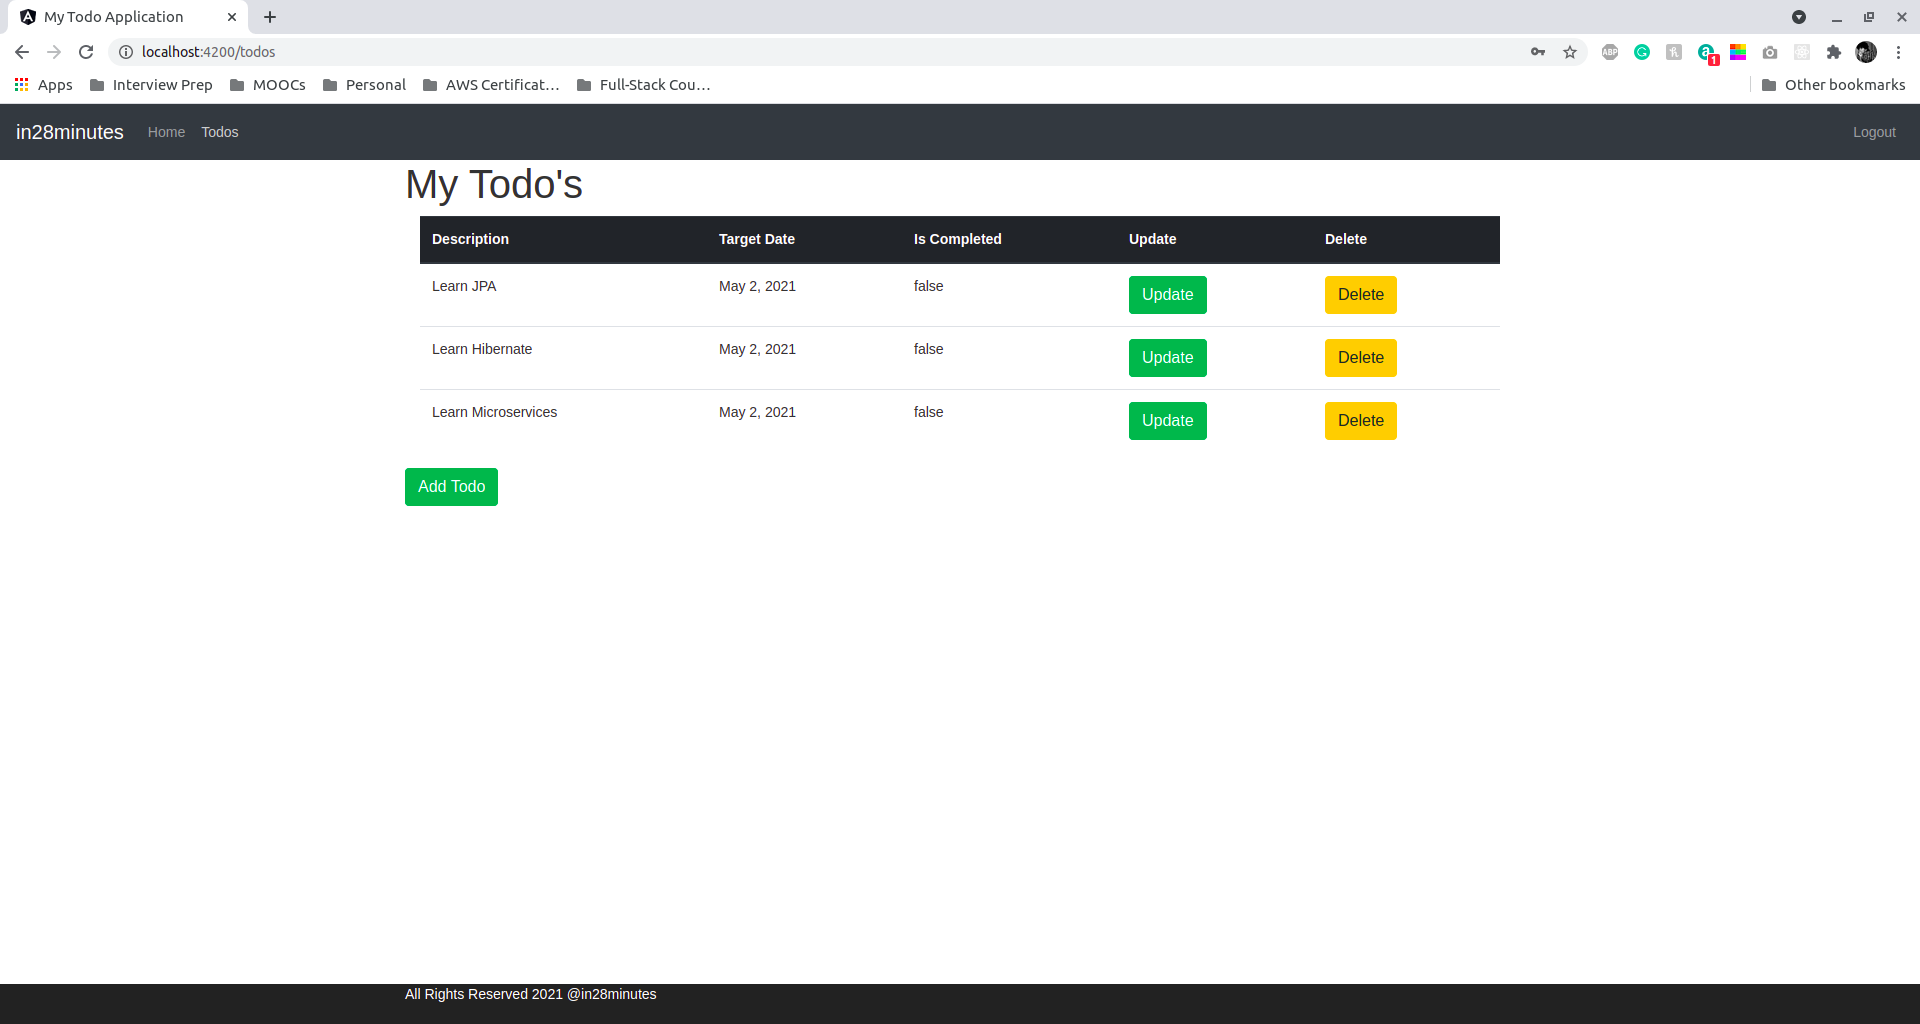 My Todo Application
localhost:4200/todos
ABP
1
Apps Interview Prep MOOCs Personal AWS Certificat… Full-Stack Cou… Other bookmarks
in28minutes Home Todos Logout
My Todo's
Description Target Date Is Completed Update Delete
Learn JPA May 2, 2021 false Update Delete
Learn Hibernate May 2, 2021 false Update Delete
Learn Microservices May 2, 2021 false Update Delete
Add Todo
All Rights Reserved 2021 @in28minutes